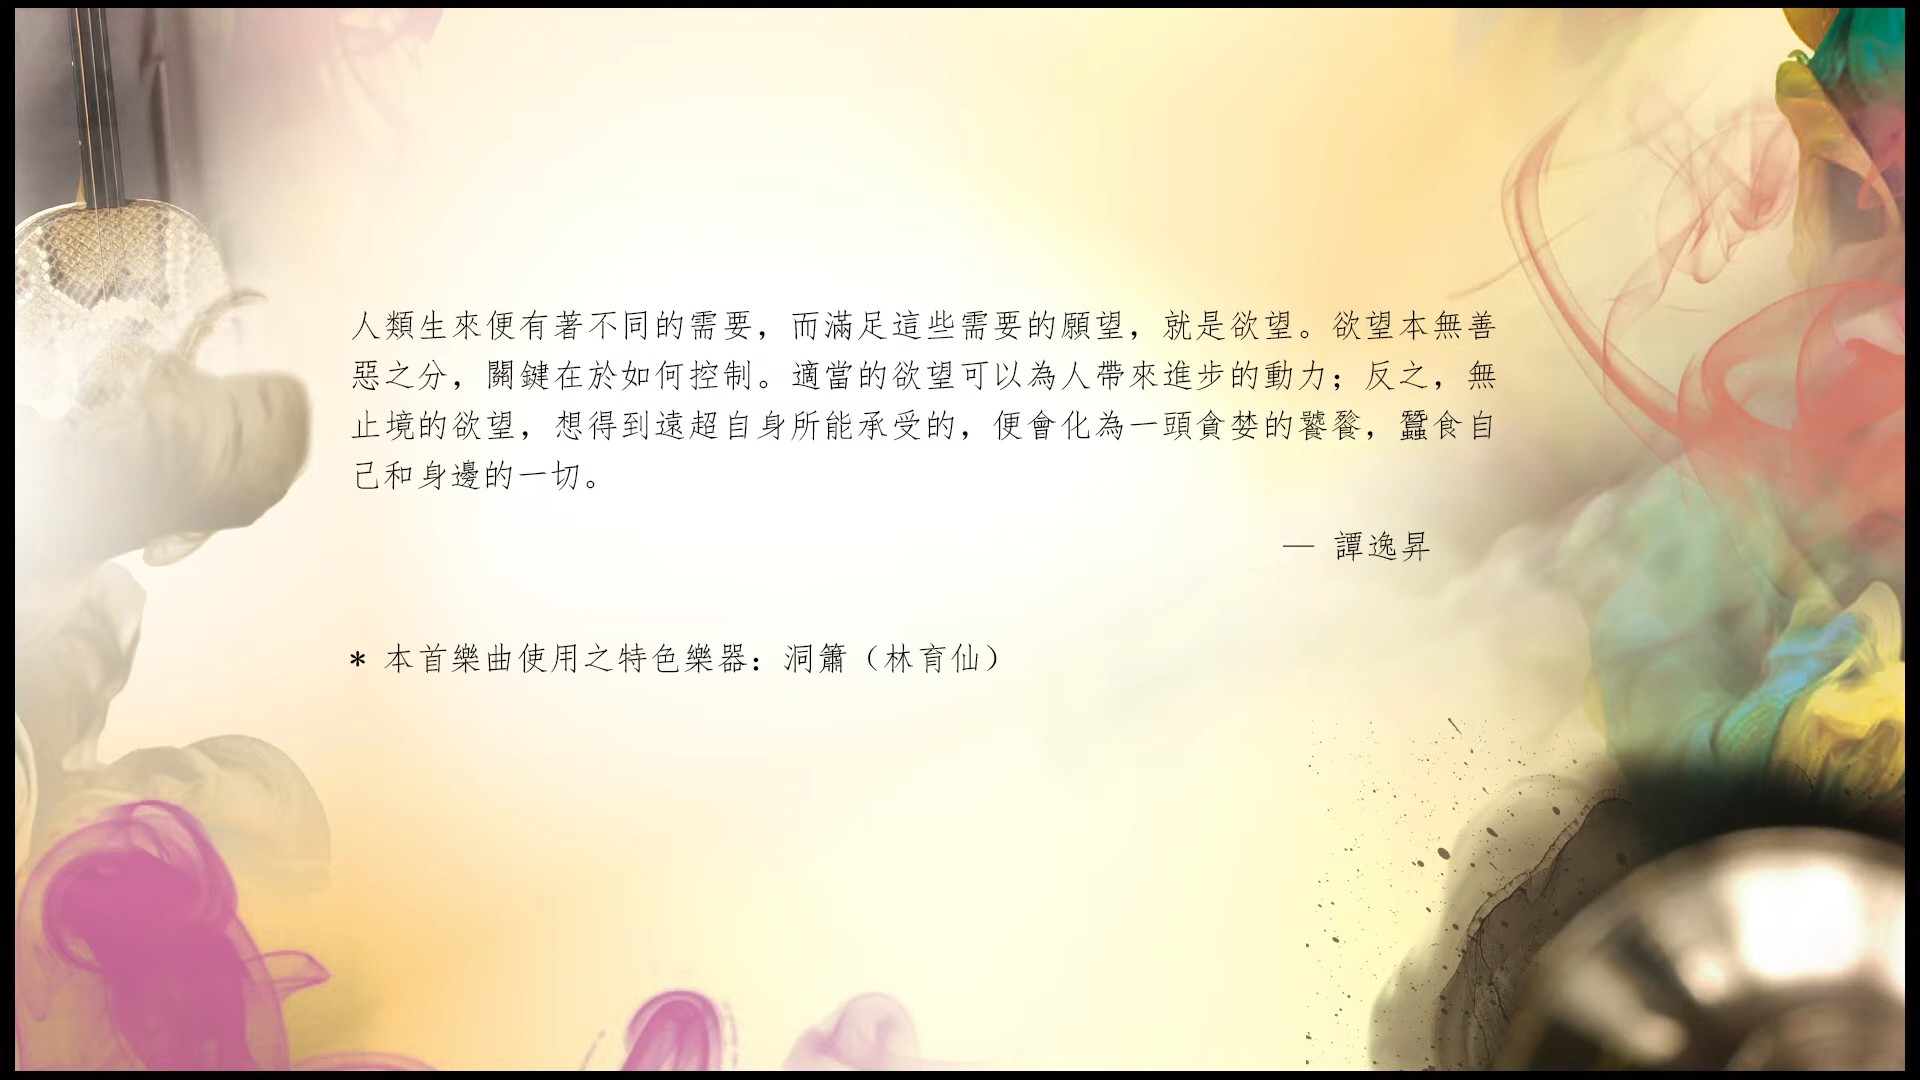 人類生來便有著不同的需要，而滿足這些需要的願望，就是欲望。欲望本無善
惡之分，關鍵在於如何控制。適當的欲望可以為人帶來進步的動力；反之，無
止境的欲望，想得到遠超自身所能承受的，便會化為一頭貪婪的饕餮，蠶食自
己和身邊的一切。
— 譚逸昇
* 本首樂曲使用之特色樂器：洞簫（林育仙）